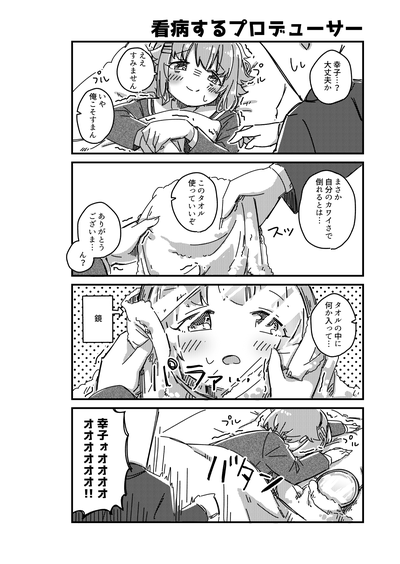 看病するプロデューサー
幸子…?
大丈夫か
ええ
すみません
いや
俺こそすまん
まさか
自分のカワイさで
倒れるとは…
スッ
このタオル
使っていいぞ
ありがとう
ございま…
ん?
タオルの中に
何か入って…
パラァ…
鏡
プル
プル
バタン
幸子ォオオオオ
オオオオオオオ!!